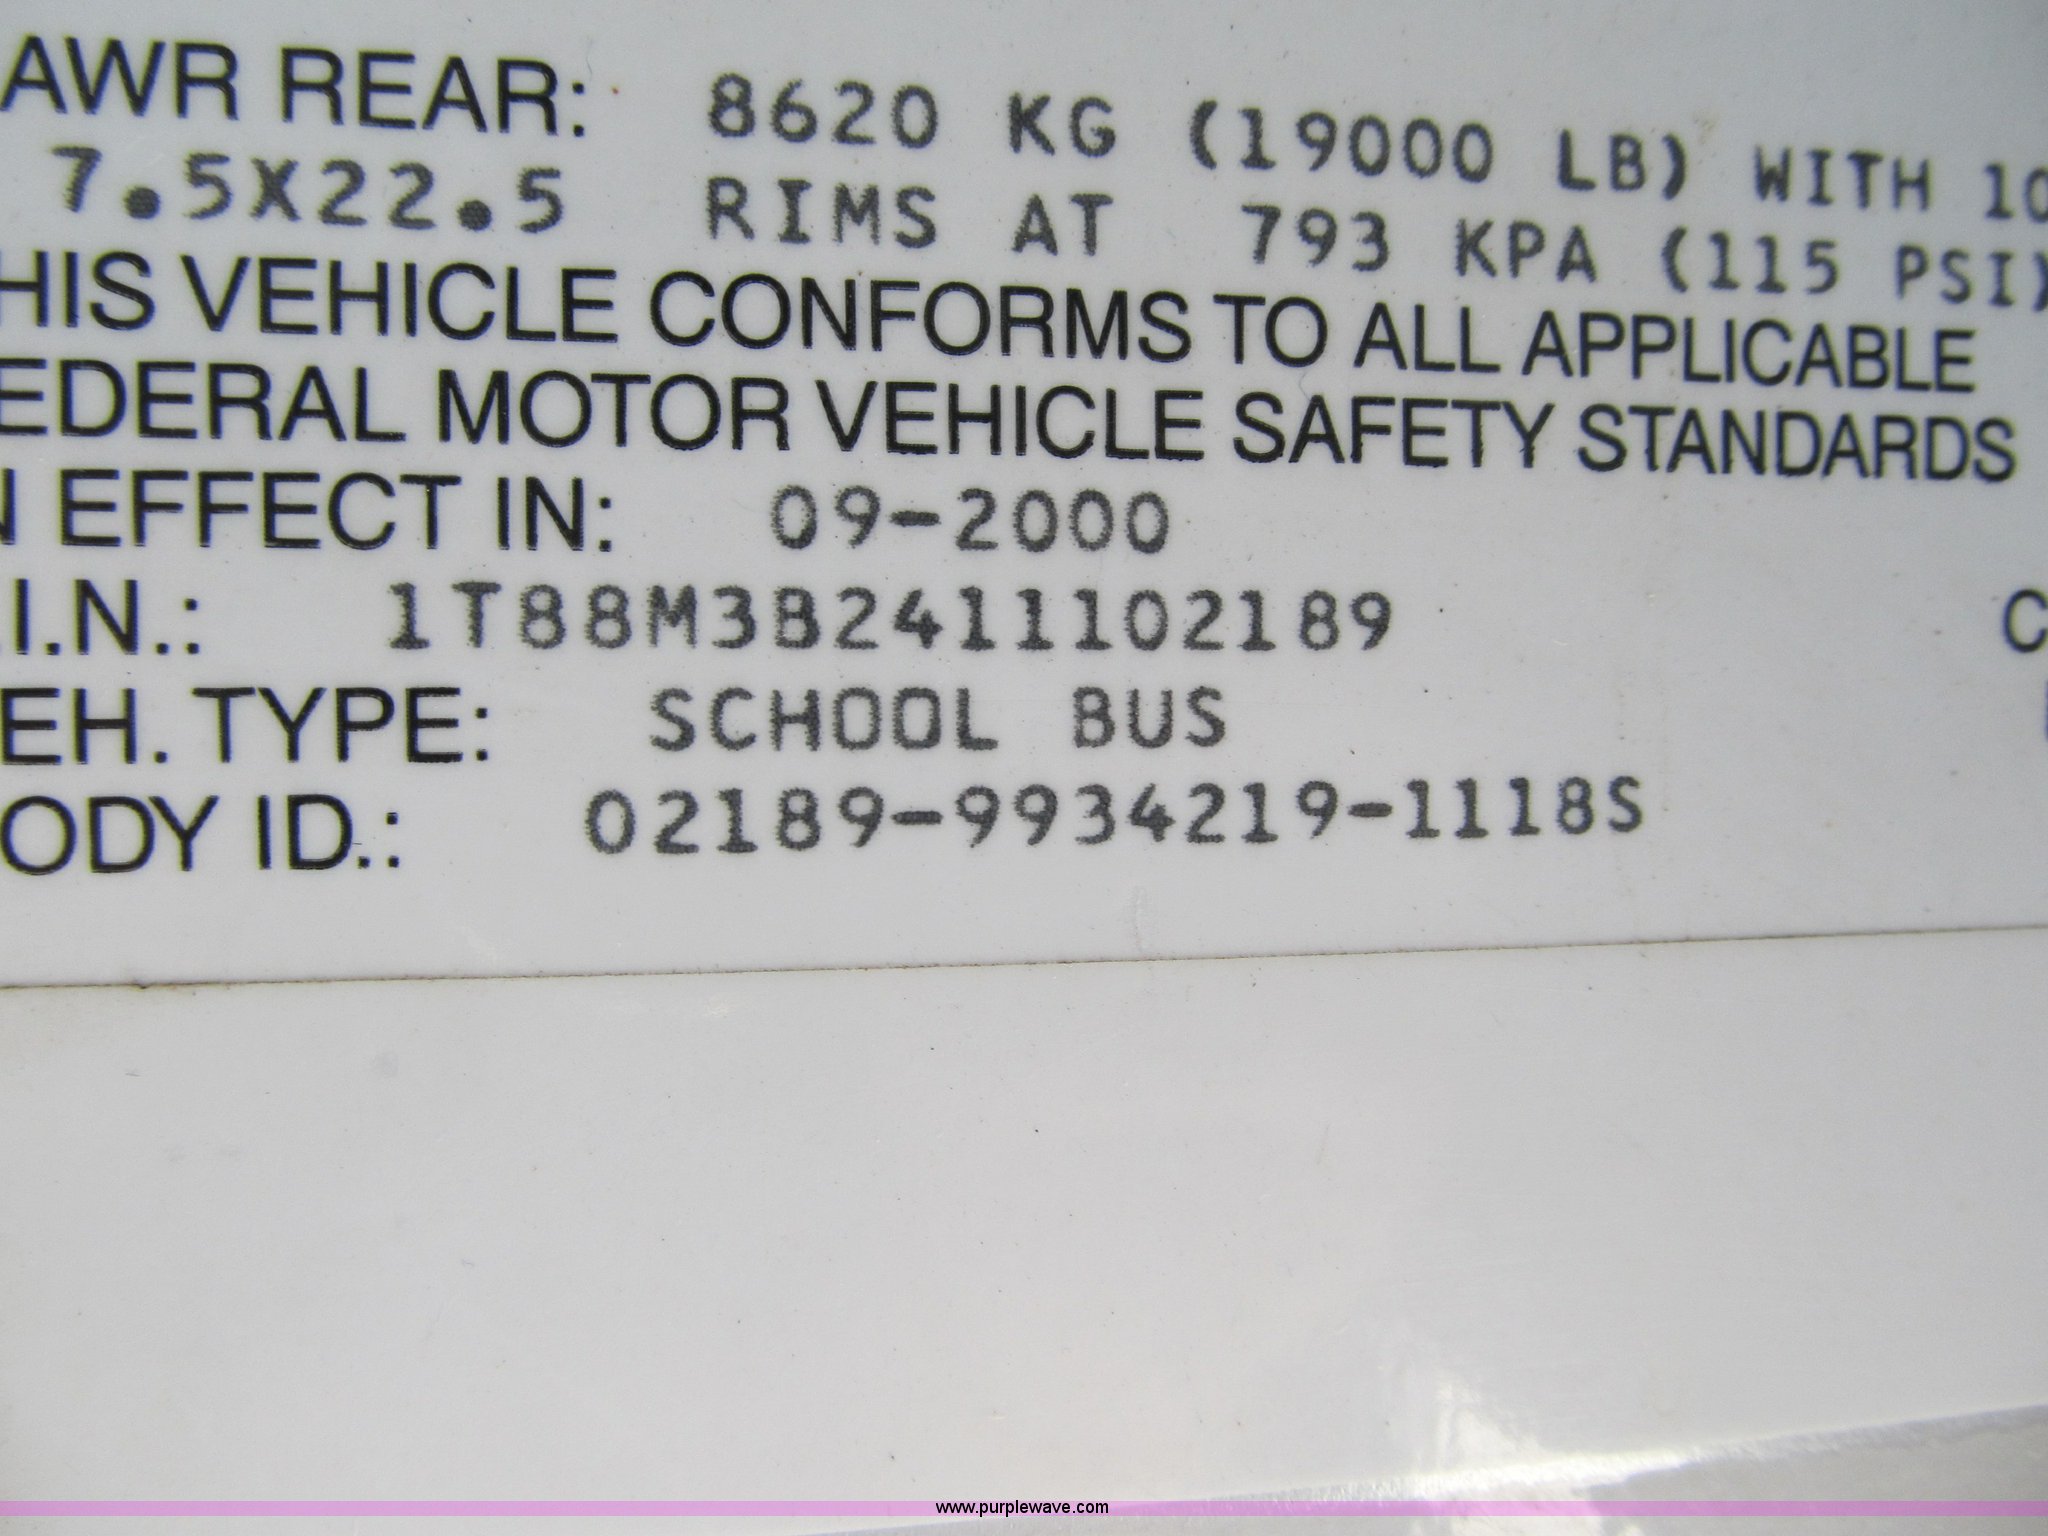 AWR REAR: 8620 KG (19000 LB) WITH 10
7.5X22.5 RIMS AT 793 KPA (115 PSI)
HIS VEHICLE CONFORMS TO ALL APPLICABLE
EDERAL MOTOR VEHICLE SAFETY STANDARDS
N EFFECT IN: 09-2000
.I.N.: 1T88M3B2411102189 C
EH. TYPE: SCHOOL BUS
ODY ID.: 02189-9934219-1118S
www.purplewave.com